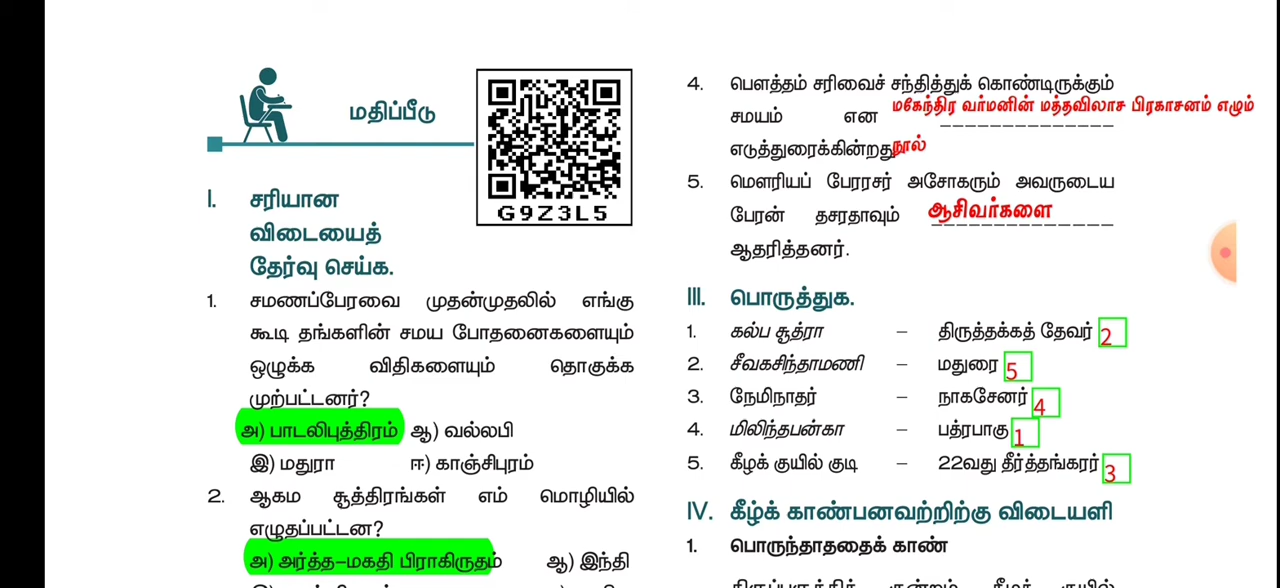 மதிப்பீடு
G9Z3L5
I. சரியான
விடையைத்
தேர்வு செய்க.
1. சமணப்பேரவை முதன்முதலில் எங்கு
கூடி தங்களின் சமய போதனைகளையும்
ஒழுக்க விதிகளையும் தொகுக்க
முற்பட்டனர்?
அ) பாடலிபுத்திரம் ஆ) வல்லபி
இ) மதுரா ஈ) காஞ்சிபுரம்
2. ஆகம சூத்திரங்கள் எம் மொழியில்
எழுதப்பட்டன?
அ) அர்த்த–மகதி பிராகிருதம் ஆ) இந்தி
4. பௌத்தம் சரிவைச் சந்தித்துக் கொண்டிருக்கும்
சமயம் என மகேந்திர வர்மனின் மத்தவிலாச பிரகாசனம் எழும்
எடுத்துரைக்கின்றது நூல்
5. மௌரியப் பேரரசர் அசோகரும் அவருடைய
பேரன் தசரதாவும் ஆசிவர்களை
ஆதரித்தனர்.
III. பொருத்துக.
1. கல்ப சூத்ரா – திருத்தக்கத் தேவர் 2
2. சீவகசிந்தாமணி – மதுரை 5
3. நேமிநாதர் – நாகசேனர் 4
4. மிலிந்தபன்கா – பத்ரபாகு 1
5. கீழக் குயில் குடி – 22வது தீர்த்தங்கரர் 3
IV. கீழ்க் காண்பனவற்றிற்கு விடையளி
1. பொருந்தாததைக் காண்